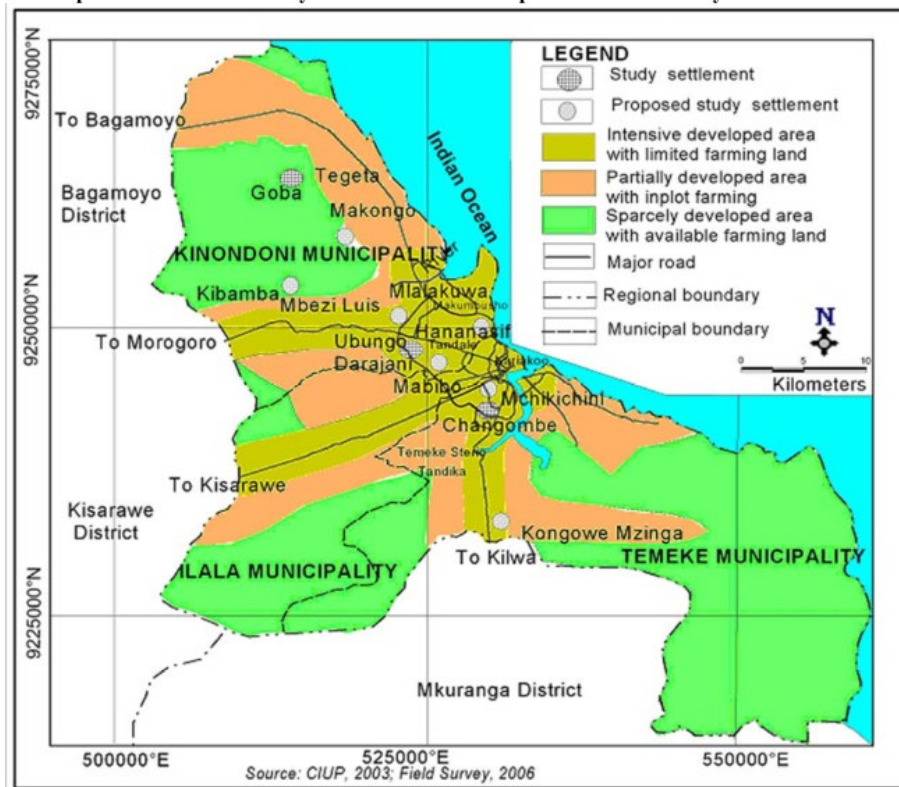 LEGEND
Study settlement
Proposed study settlement
Intensive developed area
with limited farming land
Partially developed area
with inplot farming
Sparcely developed area
with available farming land
Major road
Regional boundary
Municipal boundary
N
0 5 10
Kilometers
9275000°N
9250000°N
9225000°N
To Bagamoyo
Bagamoyo
District
Indian Ocean
Tegeta
Goba
Makongo
KINONDONI MUNICIPALITY
Kibamba
Mbezi Luis
Mlalakuwa
Makumbusho
To Morogoro
Hananasif
Ubungo
Tandale
Darajani
Kariakoo
Mabibo
Mchikichini
Changombe
Temeke Sterio
Tandika
To Kisarawe
Kisarawe
District
Kongowe Mzinga
To Kilwa
TEMEKE MUNICIPALITY
ILALA MUNICIPALITY
Mkuranga District
500000°E
525000°E
550000°E
Source: CIUP, 2003; Field Survey, 2006